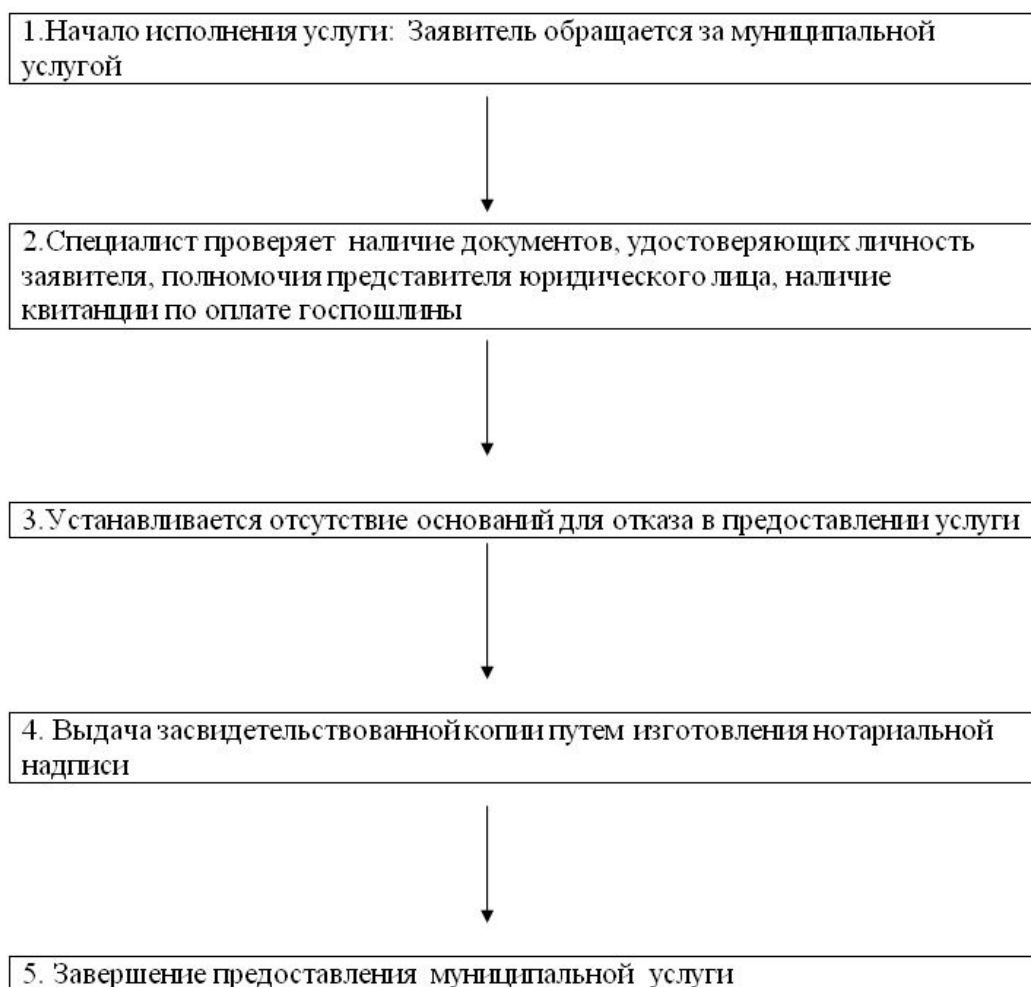 1.Начало исполнения услуги:  Заявитель обращается за муниципальной
услугой
2.Специалист проверяет  наличие документов, удостоверяющих личность
заявителя, полномочия представителя юридического лица, наличие
квитанции по оплате госпошлины
3.Устанавливается отсутствие оснований для отказа в предоставлении услуги
4. Выдача засвидетельствованной копии путем изготовления нотариальной
надписи
5. Завершение предоставления  муниципальной  услуги